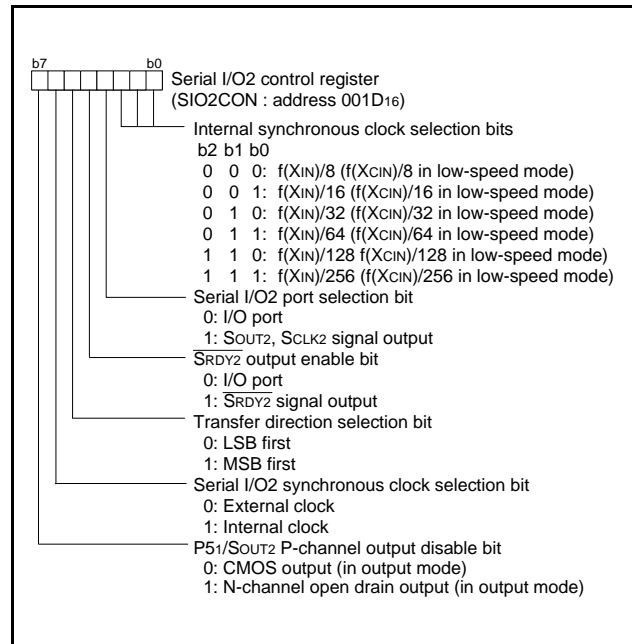 b7 b0
Serial I/O2 control register
(SIO2CON : address 001D16)
Internal synchronous clock selection bits
b2 b1 b0
0 0 0: f(XIN)/8 (f(XCIN)/8 in low-speed mode)
0 0 1: f(XIN)/16 (f(XCIN)/16 in low-speed mode)
0 1 0: f(XIN)/32 (f(XCIN)/32 in low-speed mode)
0 1 1: f(XIN)/64 (f(XCIN)/64 in low-speed mode)
1 1 0: f(XIN)/128 f(XCIN)/128 in low-speed mode)
1 1 1: f(XIN)/256 (f(XCIN)/256 in low-speed mode)
Serial I/O2 port selection bit
0: I/O port
1: SOUT2, SCLK2 signal output
SRDY2 output enable bit
0: I/O port
1: SRDY2 signal output
Transfer direction selection bit
0: LSB first
1: MSB first
Serial I/O2 synchronous clock selection bit
0: External clock
1: Internal clock
P51/SOUT2 P-channel output disable bit
0: CMOS output (in output mode)
1: N-channel open drain output (in output mode)